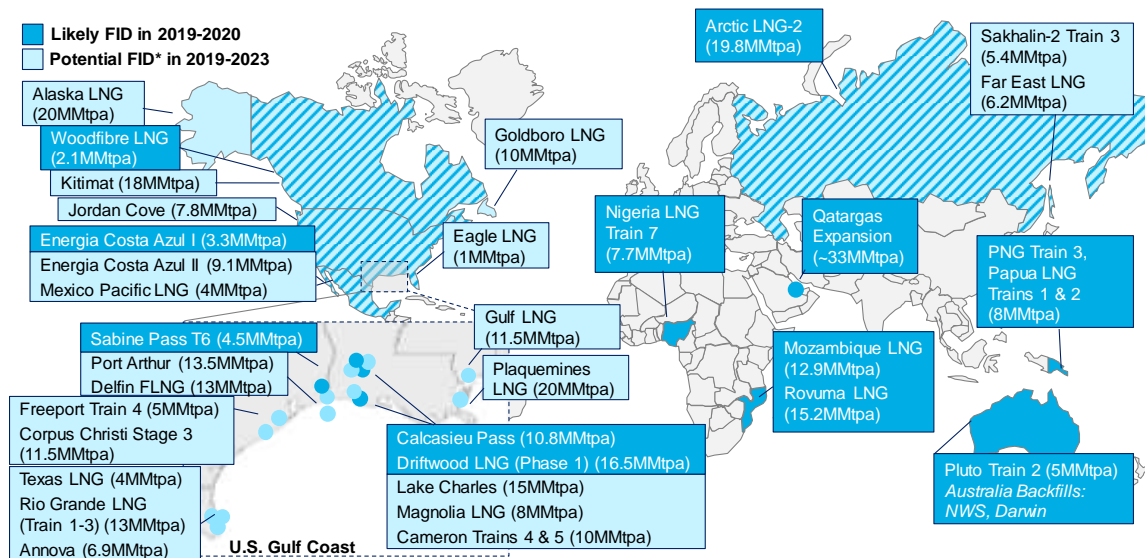 Likely FID in 2019-2020
Potential FID* in 2019-2023
Alaska LNG
(20MMtpa)
Woodfibre LNG
(2.1MMtpa)
Kitimat (18MMtpa)
Jordan Cove (7.8MMtpa)
Energia Costa Azul I (3.3MMtpa)
Energia Costa Azul II (9.1MMtpa)
Mexico Pacific LNG (4MMtpa)
Goldboro LNG
(10MMtpa)
Eagle LNG
(1MMtpa)
Gulf LNG
(11.5MMtpa)
Plaquemines
LNG (20MMtpa)
Sabine Pass T6 (4.5MMtpa)
Port Arthur (13.5MMtpa)
Delfin FLNG (13MMtpa)
Freeport Train 4 (5MMtpa)
Corpus Christi Stage 3
(11.5MMtpa)
Texas LNG (4MMtpa)
Rio Grande LNG
(Train 1-3) (13MMtpa)
Annova (6.9MMtpa)
U.S. Gulf Coast
Calcasieu Pass (10.8MMtpa)
Driftwood LNG (Phase 1) (16.5MMtpa)
Lake Charles (15MMtpa)
Magnolia LNG (8MMtpa)
Cameron Trains 4 & 5 (10MMtpa)
Arctic LNG-2
(19.8MMtpa)
Sakhalin-2 Train 3
(5.4MMtpa)
Far East LNG
(6.2MMtpa)
Nigeria LNG
Train 7
(7.7MMtpa)
Qatargas
Expansion
(~33MMtpa)
PNG Train 3,
Papua LNG
Trains 1 & 2
(8MMtpa)
Mozambique LNG
(12.9MMtpa)
Rovuma LNG
(15.2MMtpa)
Pluto Train 2 (5MMtpa)
Australia Backfills:
NWS, Darwin